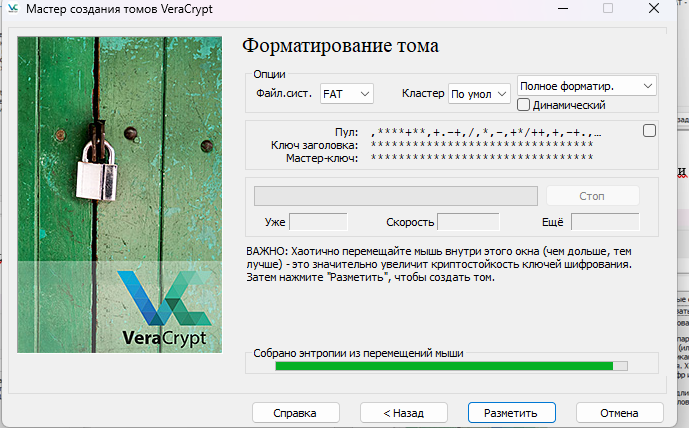 Мастер создания томов VeraCrypt
Форматирование тома
Опции
Файл.сист. FAT Кластер По умол Полное форматир.
Динамический
Пул: ,****+**,+.-+,/,*,-,+*/++,+,-+.,...
Ключ заголовка: ********************************
Мастер-ключ: ********************************
Стоп
Уже Скорость Ещё
ВАЖНО: Хаотично перемещайте мышь внутри этого окна (чем дольше, тем
лучше) - это значительно увеличит криптостойкость ключей шифрования.
Затем нажмите "Разметить", чтобы создать том.
VeraCrypt
Собрано энтропии из перемещений мыши
Справка < Назад Разметить Отмена